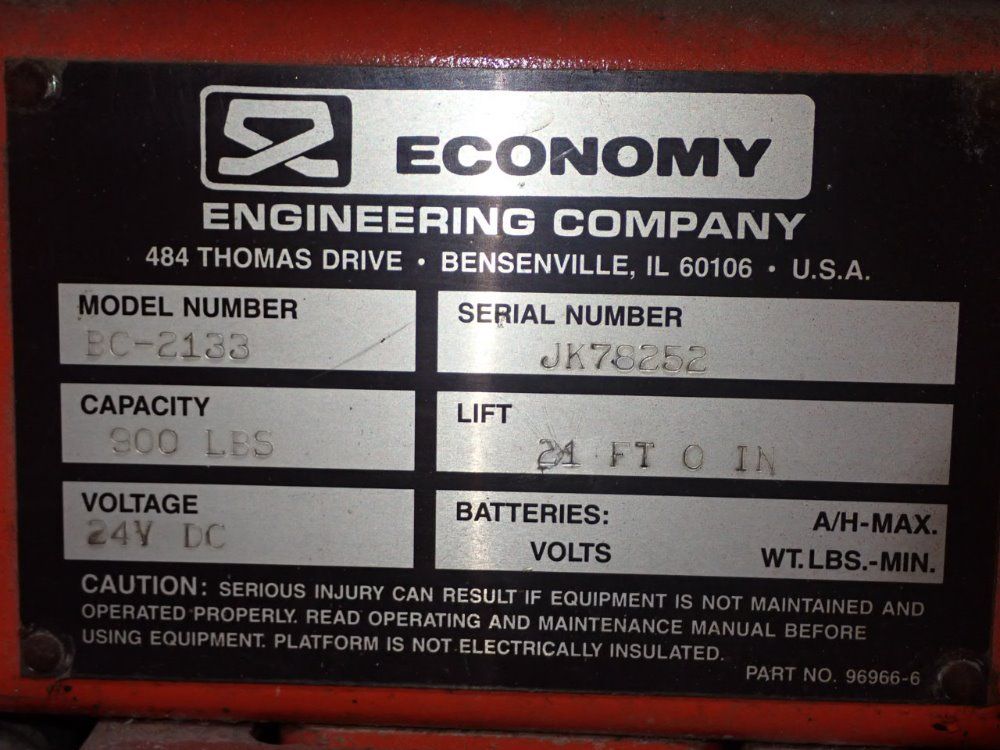 ECONOMY
ENGINEERING COMPANY
484 THOMAS DRIVE • BENSENVILLE, IL 60106 • U.S.A.
MODEL NUMBER
BC-2133
SERIAL NUMBER
JK78252
CAPACITY
900 LBS
LIFT
21 FT 0 IN
VOLTAGE
24V DC
BATTERIES: A/H-MAX.
VOLTS WT. LBS.-MIN.
CAUTION: SERIOUS INJURY CAN RESULT IF EQUIPMENT IS NOT MAINTAINED AND
OPERATED PROPERLY. READ OPERATING AND MAINTENANCE MANUAL BEFORE
USING EQUIPMENT. PLATFORM IS NOT ELECTRICALLY INSULATED.
PART NO. 96966-6